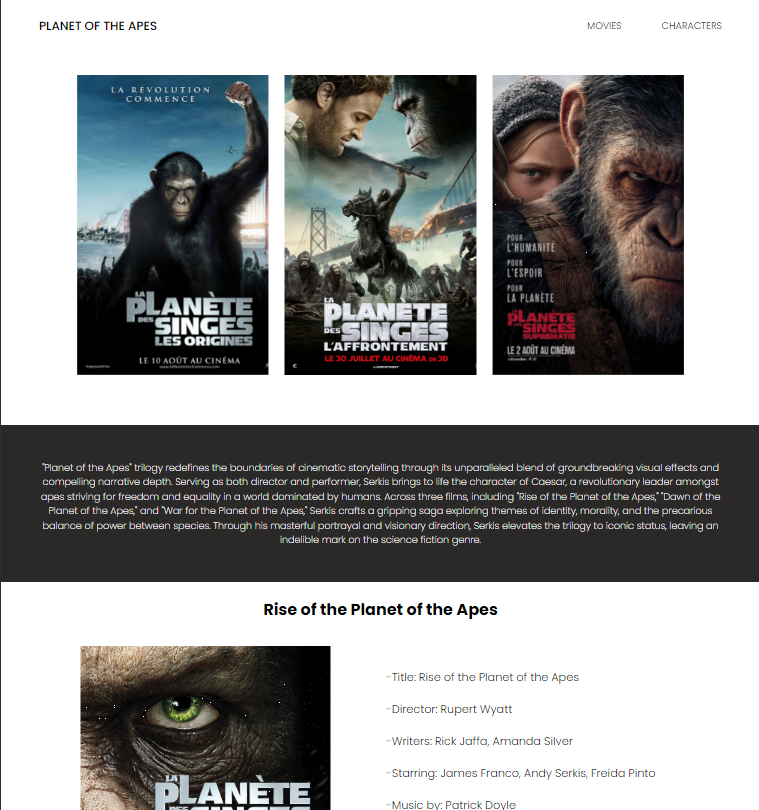 PLANET OF THE APES
MOVIES
CHARACTERS
LA RÉVOLUTION
COMMENCE
LA
PLANÈTE
DES SINGES
LES ORIGINES
LE 10 AOÛT AU CINÉMA
LA
PLANÈTE
DES SINGES
L'AFFRONTEMENT
LE 30 JUILLET AU CINÉMA EN 3D
POUR
L'HUMANITÉ
POUR
L'ESPOIR
POUR
LA PLANÈTE
LA
PLANÈTE
DES SINGES
SUPRÉMATIE
LE 2 AOÛT AU CINÉMA
"Planet of the Apes" trilogy redefines the boundaries of cinematic storytelling through its unparalleled blend of groundbreaking visual effects and
compelling narrative depth. Serving as both director and performer, Serkis brings to life the character of Caesar, a revolutionary leader amongst
apes striving for freedom and equality in a world dominated by humans. Across three films, including "Rise of the Planet of the Apes," "Dawn of the
Planet of the Apes," and "War for the Planet of the Apes," Serkis crafts a gripping saga exploring themes of identity, morality, and the precarious
balance of power between species. Through his masterful portrayal and visionary direction, Serkis elevates the trilogy to iconic status, leaving an
indelible mark on the science fiction genre.
Rise of the Planet of the Apes
LA
PLANÈTE
DES SINGES
-Title: Rise of the Planet of the Apes
-Director: Rupert Wyatt
-Writers: Rick Jaffa, Amanda Silver
-Starring: James Franco, Andy Serkis, Freida Pinto
-Music by: Patrick Doyle